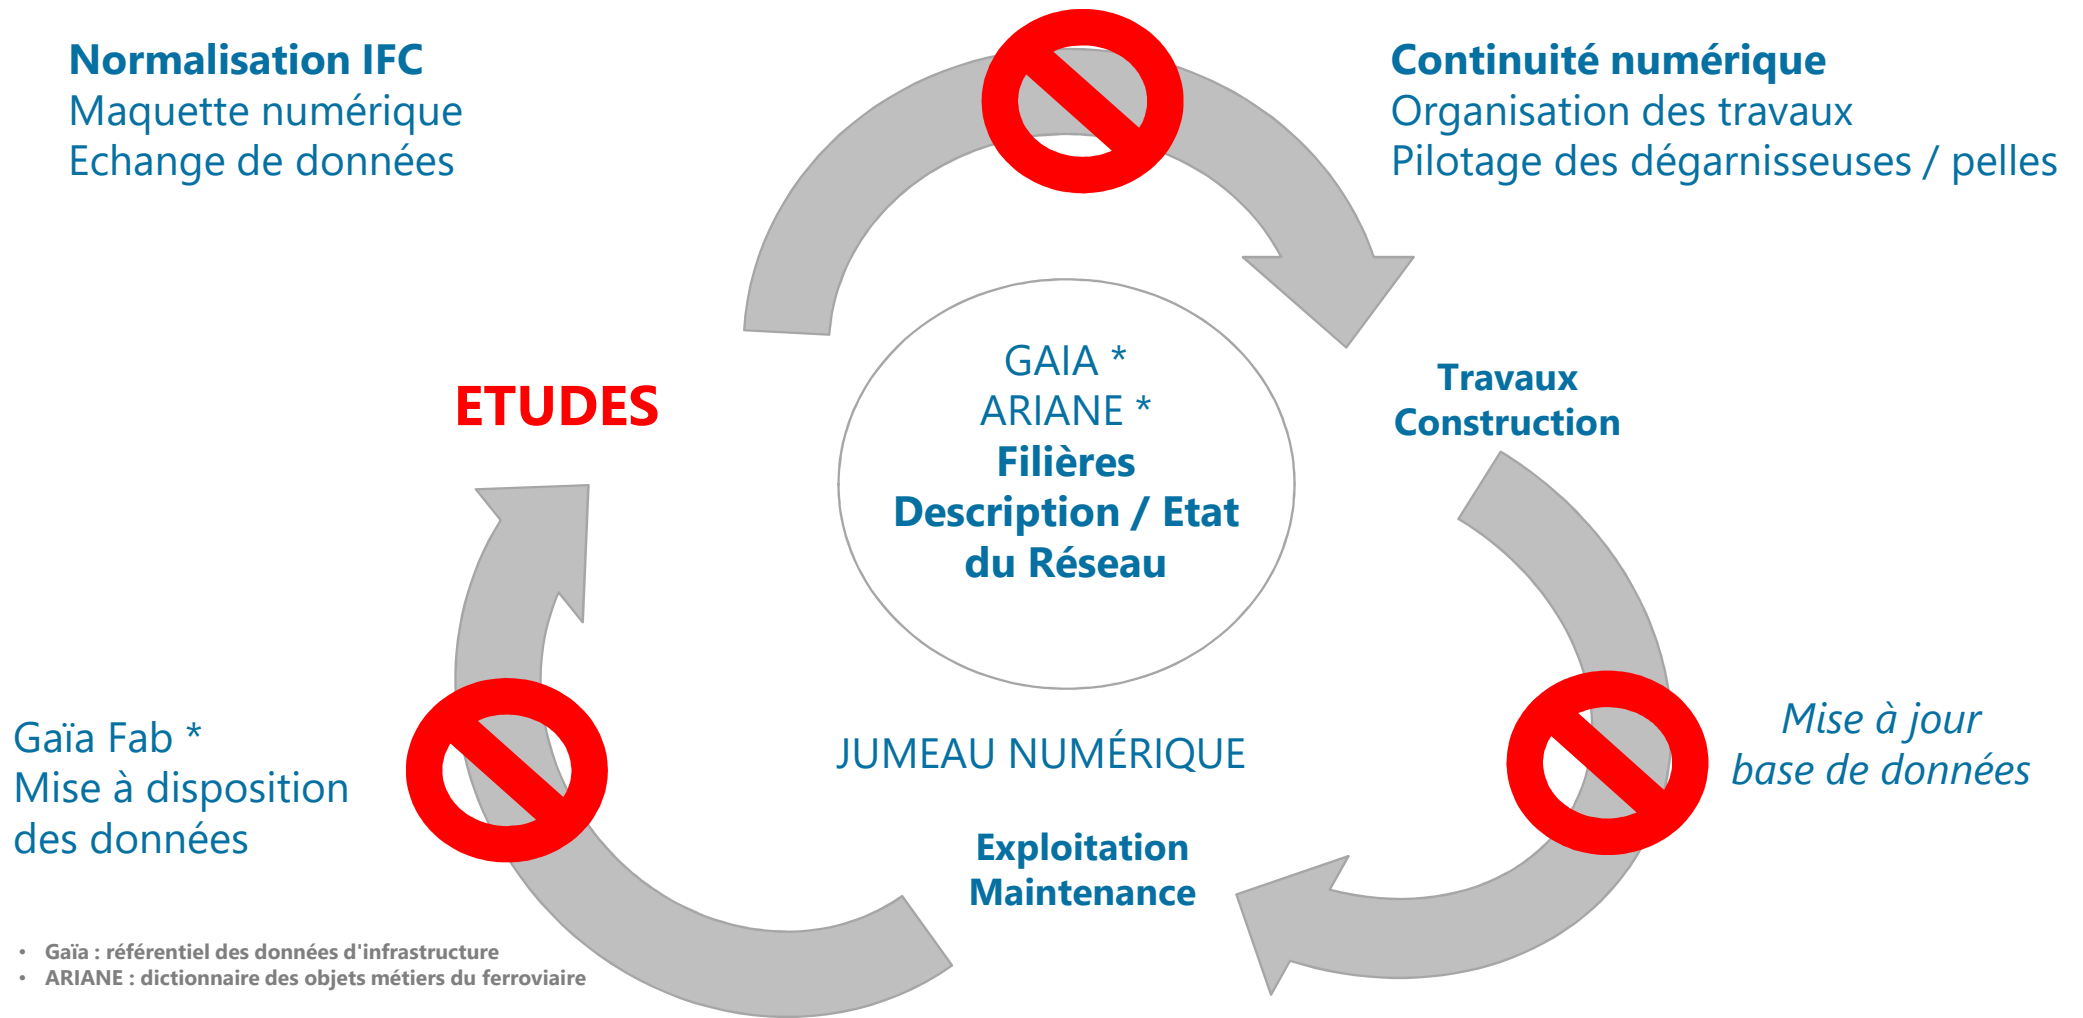 Normalisation IFC
Maquette numérique
Echange de données
Continuité numérique
Organisation des travaux
Pilotage des dégarnisseuses / pelles
ETUDES
GAIA *
ARIANE *
Filières
Description / Etat
du Réseau
Travaux
Construction
Gaïa Fab *
Mise à disposition
des données
JUMEAU NUMÉRIQUE
Mise à jour
base de données
Exploitation
Maintenance
• Gaïa : référentiel des données d'infrastructure
• ARIANE : dictionnaire des objets métiers du ferroviaire